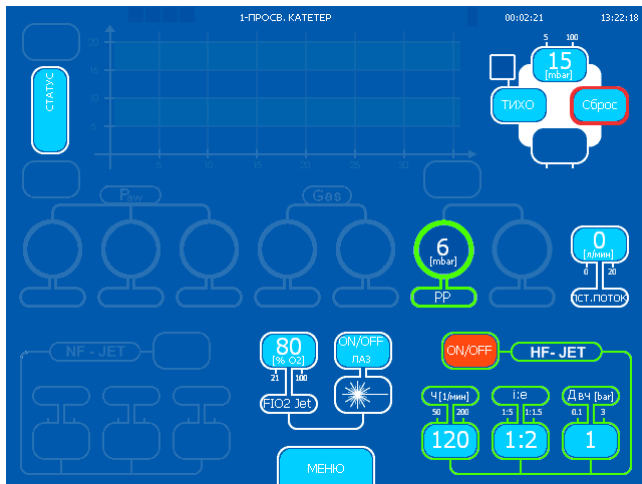 1-ПРОСВ. КАТЕТЕР
00:02:21
13:22:18
СТАТУС
20
15
10
5
5
10
15
20
25
30
5 100
15
[mbar]
ТИХО
Сброс
Paw
Gas
6
[mbar]
PP
0
[л/мин]
0 20
ПСТ.ПОТОК
NF - JET
80
[% O2]
21 100
FIO2 Jet
ON/OFF
ЛАЗ
ON/OFF
HF- JET
Ч[1/мин]
50 200
120
i:e
1:5 1:1.5
1:2
Д вч [bar]
0.1 3
1
МЕНЮ